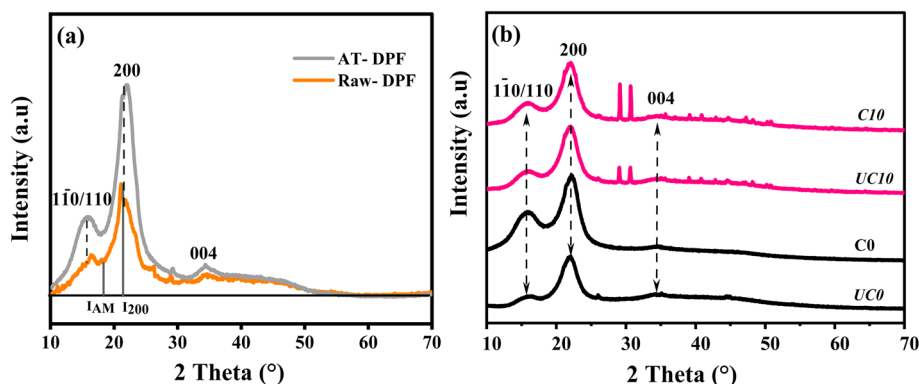 (a)
AT- DPF
Raw- DPF
200
11̄0/110
004
I_AM I_200
Intensity (a.u)
10 20 30 40 50 60 70
2 Theta (°)
(b)
200
11̄0/110
004
C10
UC10
C0
UC0
Intensity (a.u)
10 20 30 40 50 60 70
2 Theta (°)